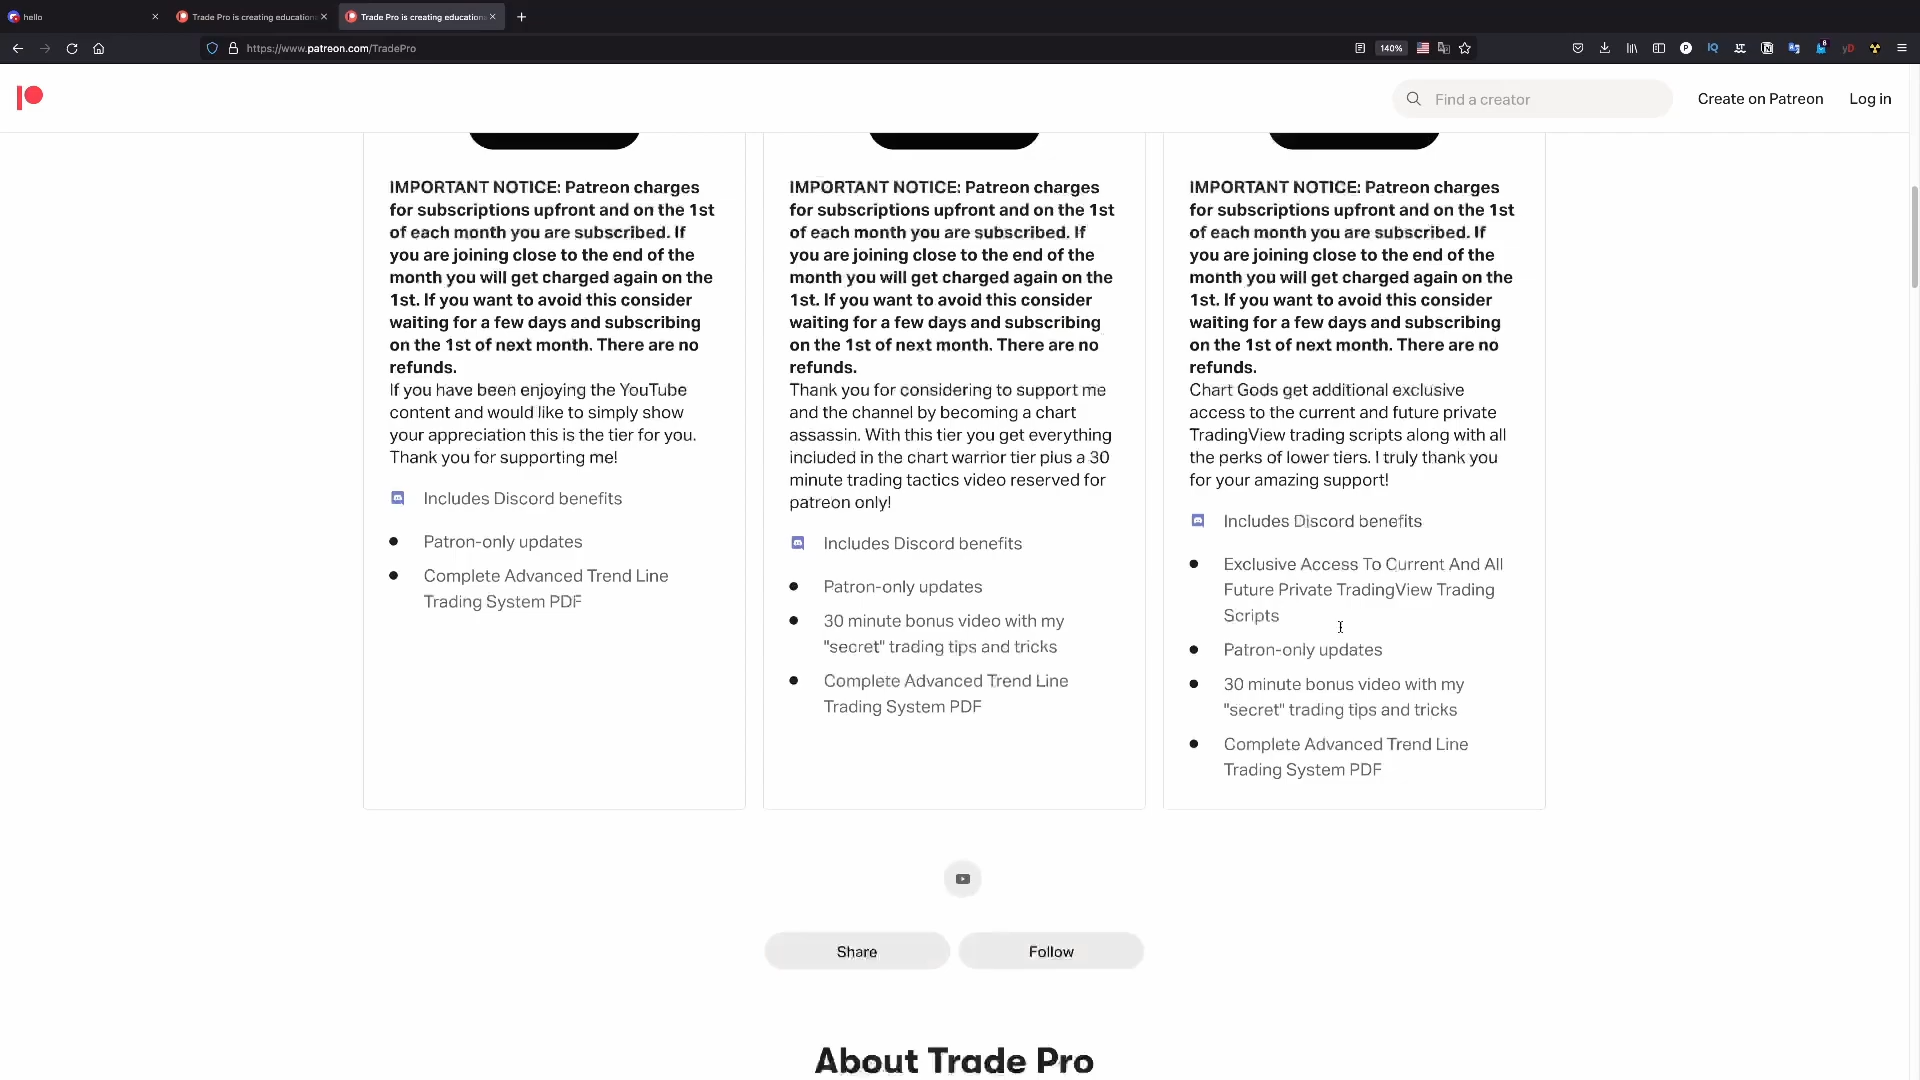 hello
Trade Pro is creating education
Trade Pro is creating education
https://www.patreon.com/TradePro
140%
Find a creator
Create on Patreon
Log in
IMPORTANT NOTICE: Patreon charges
for subscriptions upfront and on the 1st
of each month you are subscribed. If
you are joining close to the end of the
month you will get charged again on the
1st. If you want to avoid this consider
waiting for a few days and subscribing
on the 1st of next month. There are no
refunds.
If you have been enjoying the YouTube
content and would like to simply show
your appreciation this is the tier for you.
Thank you for supporting me!
Includes Discord benefits
Patron-only updates
Complete Advanced Trend Line
Trading System PDF
IMPORTANT NOTICE: Patreon charges
for subscriptions upfront and on the 1st
of each month you are subscribed. If
you are joining close to the end of the
month you will get charged again on the
1st. If you want to avoid this consider
waiting for a few days and subscribing
on the 1st of next month. There are no
refunds.
Thank you for considering to support me
and the channel by becoming a chart
assassin. With this tier you get everything
included in the chart warrior tier plus a 30
minute trading tactics video reserved for
patreon only!
Includes Discord benefits
Patron-only updates
30 minute bonus video with my
"secret" trading tips and tricks
Complete Advanced Trend Line
Trading System PDF
IMPORTANT NOTICE: Patreon charges
for subscriptions upfront and on the 1st
of each month you are subscribed. If
you are joining close to the end of the
month you will get charged again on the
1st. If you want to avoid this consider
waiting for a few days and subscribing
on the 1st of next month. There are no
refunds.
Chart Gods get additional exclusive
access to the current and future private
TradingView trading scripts along with all
the perks of lower tiers. I truly thank you
for your amazing support!
Includes Discord benefits
Exclusive Access To Current And All
Future Private TradingView Trading
Scripts
Patron-only updates
30 minute bonus video with my
"secret" trading tips and tricks
Complete Advanced Trend Line
Trading System PDF
Share
Follow
About Trade Pro